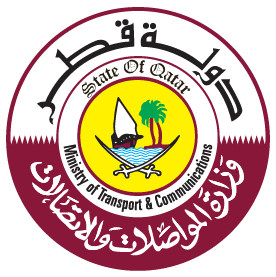 دولة قطر
State Of Qatar
Ministry of Transport & Communications
وزارة المواصلات والاتصالات